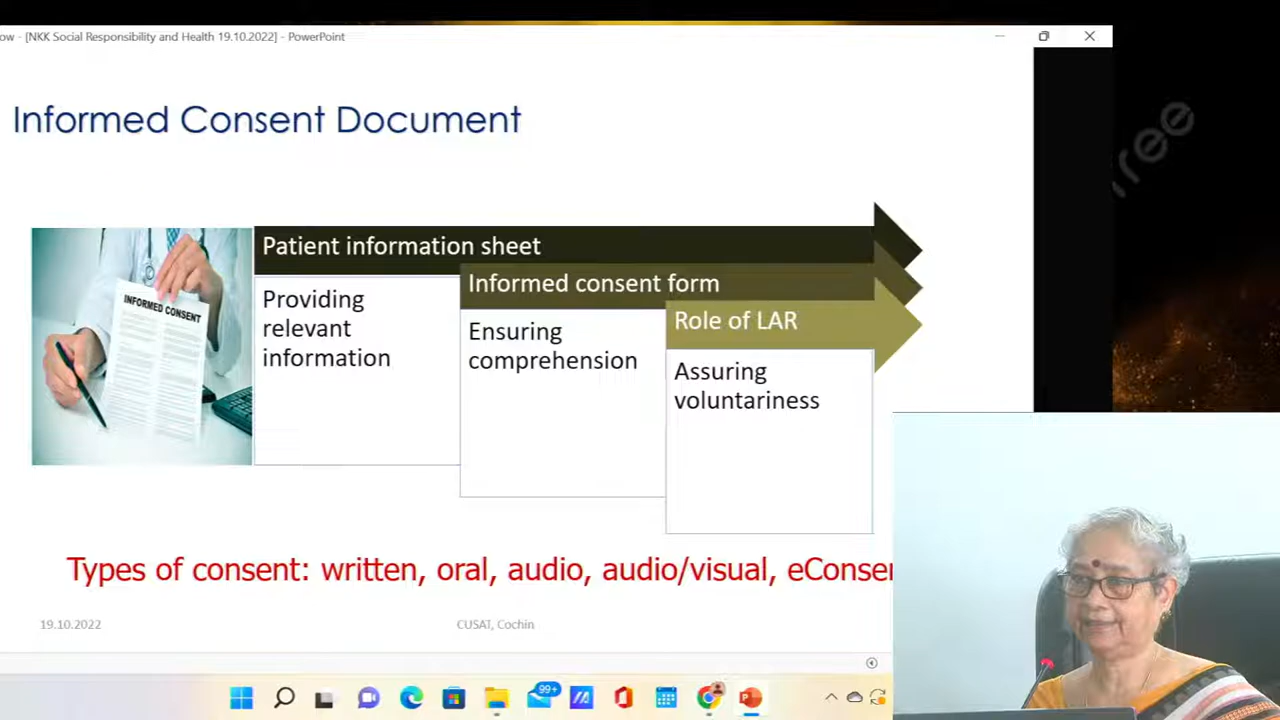 ow - [NKK Social Responsibility and Health 19.10.2022] - PowerPoint
Informed Consent Document
Patient information sheet
Informed consent form
Role of LAR
Providing
relevant
information
Ensuring
comprehension
Assuring
voluntariness
INFORMED CONSENT
Types of consent: written, oral, audio, audio/visual, eConsen
19.10.2022
CUSAT, Cochin
99+
ree